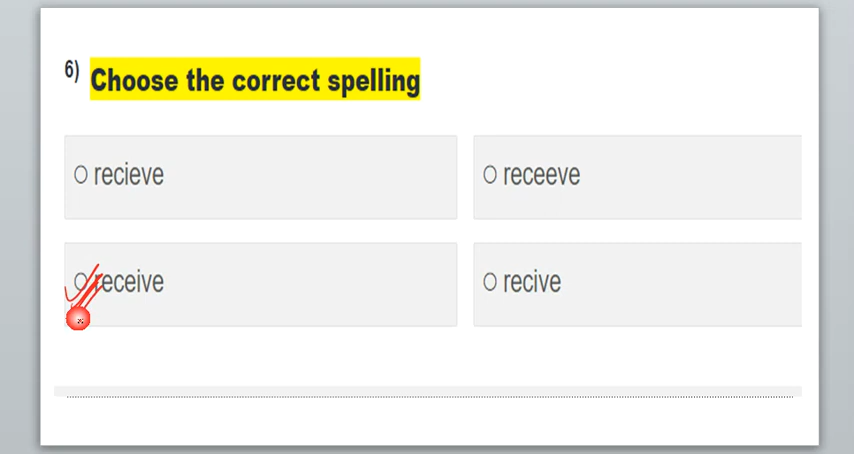 6) Choose the correct spelling
recieve
receeve
receive
recive